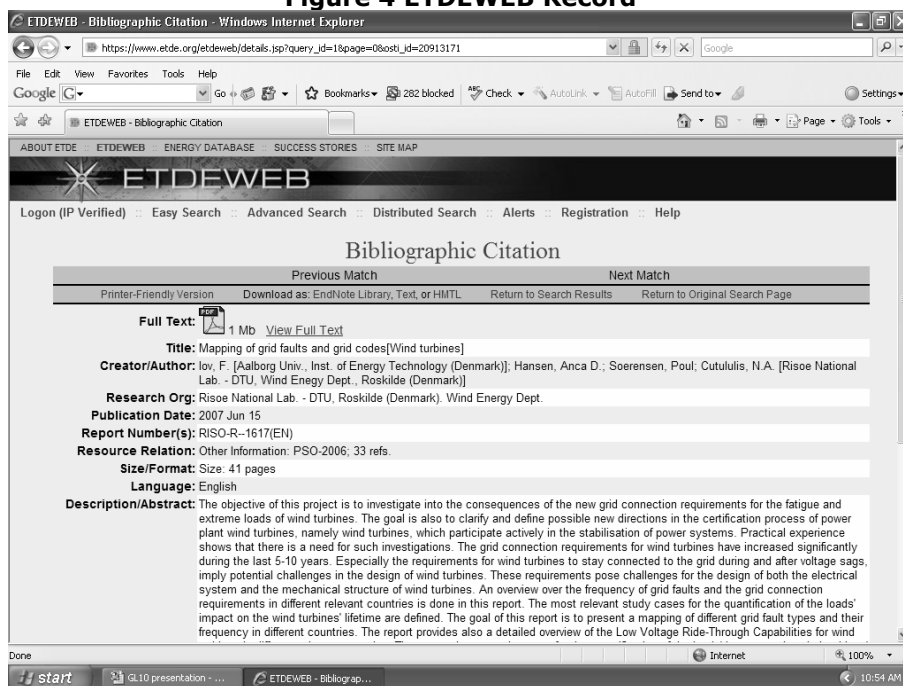 Figure 4 ETDEWEB Record
ETDEWEB - Bibliographic Citation - Windows Internet Explorer
https://www.etde.org/etdeweb/details.jsp?query_id=1&page=0&osti_id=20913171
Google
File Edit View Favorites Tools Help
Google G Go Bookmarks 282 blocked Check AutoLink AutoFill Send to Settings
ETDEWEB - Bibliographic Citation Page Tools
ABOUT ETDE :: ETDEWEB :: ENERGY DATABASE :: SUCCESS STORIES :: SITE MAP
ETDEWEB
Logon (IP Verified) :: Easy Search :: Advanced Search :: Distributed Search :: Alerts :: Registration :: Help
Bibliographic Citation
Previous Match Next Match
Printer-Friendly Version Download as: EndNote Library, Text, or HMTL Return to Search Results Return to Original Search Page
Full Text: PDF 1 Mb View Full Text
Title: Mapping of grid faults and grid codes[Wind turbines]
Creator/Author: Iov, F. [Aalborg Univ., Inst. of Energy Technology (Denmark)]; Hansen, Anca D.; Soerensen, Poul; Cutululis, N.A. [Risoe National
Lab. - DTU, Wind Enegy Dept., Roskilde (Denmark)]
Research Org: Risoe National Lab. - DTU, Roskilde (Denmark). Wind Energy Dept.
Publication Date: 2007 Jun 15
Report Number(s): RISO-R--1617(EN)
Resource Relation: Other Information: PSO-2006; 33 refs.
Size/Format: Size: 41 pages
Language: English
Description/Abstract: The objective of this project is to investigate into the consequences of the new grid connection requirements for the fatigue and
extreme loads of wind turbines. The goal is also to clarify and define possible new directions in the certification process of power
plant wind turbines, namely wind turbines, which participate actively in the stabilisation of power systems. Practical experience
shows that there is a need for such investigations. The grid connection requirements for wind turbines have increased significantly
during the last 5-10 years. Especially the requirements for wind turbines to stay connected to the grid during and after voltage sags,
imply potential challenges in the design of wind turbines. These requirements pose challenges for the design of both the electrical
system and the mechanical structure of wind turbines. An overview over the frequency of grid faults and the grid connection
requirements in different relevant countries is done in this report. The most relevant study cases for the quantification of the loads'
impact on the wind turbines' lifetime are defined. The goal of this report is to present a mapping of different grid fault types and their
frequency in different countries. The report provides also a detailed overview of the Low Voltage Ride-Through Capabilities for wind
Done Internet 100%
start GL10 presentation - ... ETDEWEB - Bibliograp... 10:54 AM